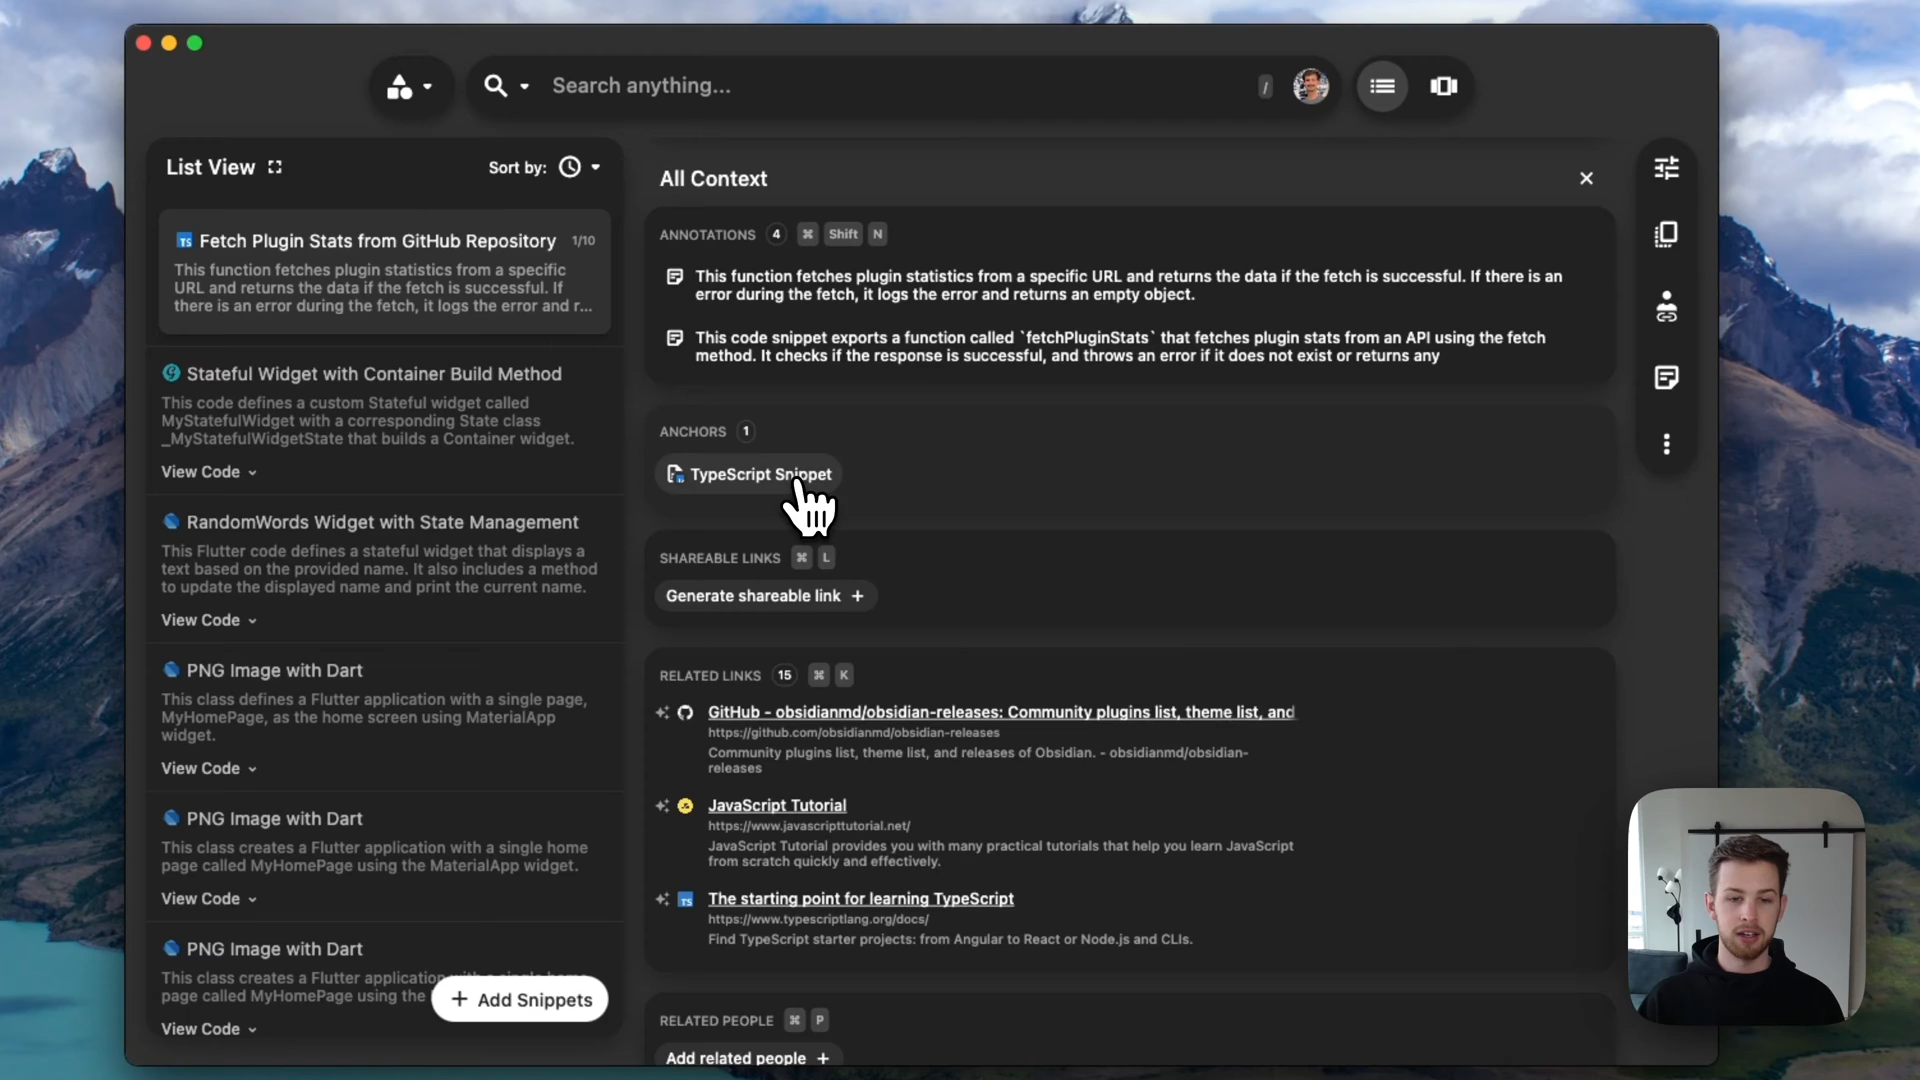 Search anything...
/
List View
Sort by:
TS Fetch Plugin Stats from GitHub Repository 1/10
This function fetches plugin statistics from a specific
URL and returns the data if the fetch is successful. If
there is an error during the fetch, it logs the error and r...
Stateful Widget with Container Build Method
This code defines a custom Stateful widget called
MyStatefulWidget with a corresponding State class
_MyStatefulWidgetState that builds a Container widget.
View Code
RandomWords Widget with State Management
This Flutter code defines a stateful widget that displays a
text based on the provided name. It also includes a method
to update the displayed name and print the current name.
View Code
PNG Image with Dart
This class defines a Flutter application with a single page,
MyHomePage, as the home screen using MaterialApp
widget.
View Code
PNG Image with Dart
This class creates a Flutter application with a single home
page called MyHomePage using the MaterialApp widget.
View Code
PNG Image with Dart
This class creates a Flutter application with a single home
page called MyHomePage using the
View Code
+ Add Snippets
All Context
ANNOTATIONS 4 ⌘ Shift N
This function fetches plugin statistics from a specific URL and returns the data if the fetch is successful. If there is an
error during the fetch, it logs the error and returns an empty object.
This code snippet exports a function called `fetchPluginStats` that fetches plugin stats from an API using the fetch
method. It checks if the response is successful, and throws an error if it does not exist or returns any
ANCHORS 1
TypeScript Snippet
SHAREABLE LINKS ⌘ L
Generate shareable link +
RELATED LINKS 15 ⌘ K
GitHub - obsidianmd/obsidian-releases: Community plugins list, theme list, and
https://github.com/obsidianmd/obsidian-releases
Community plugins list, theme list, and releases of Obsidian. - obsidianmd/obsidian-
releases
JavaScript Tutorial
https://www.javascripttutorial.net/
JavaScript Tutorial provides you with many practical tutorials that help you learn JavaScript
from scratch quickly and effectively.
TS The starting point for learning TypeScript
https://www.typescriptlang.org/docs/
Find TypeScript starter projects: from Angular to React or Node.js and CLIs.
RELATED PEOPLE ⌘ P
Add related people +